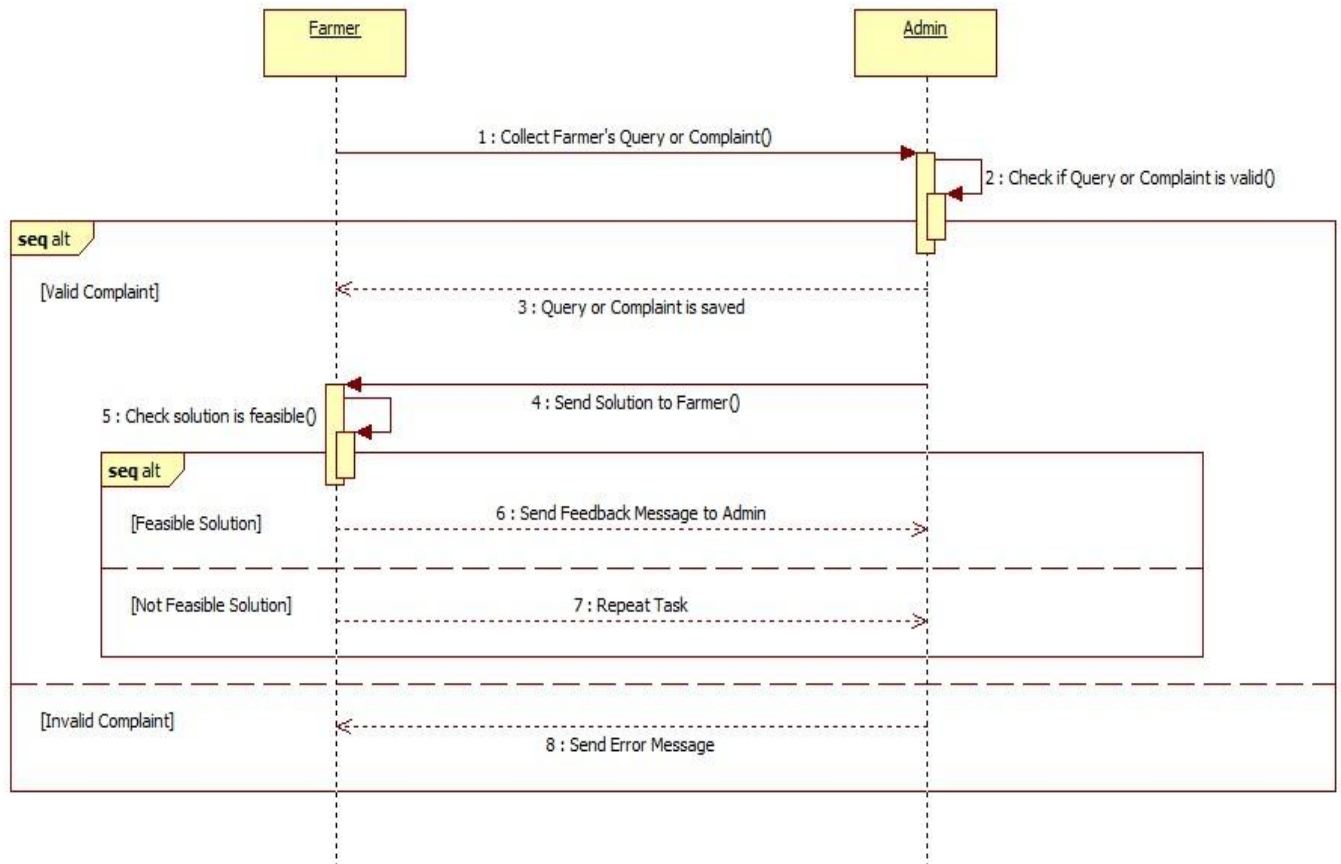 Farmer
Admin
1 : Collect Farmer's Query or Complaint()
2 : Check if Query or Complaint is valid()
seq alt
[Valid Complaint]
3 : Query or Complaint is saved
4 : Send Solution to Farmer()
5 : Check solution is feasible()
seq alt
[Feasible Solution]
6 : Send Feedback Message to Admin
[Not Feasible Solution]
7 : Repeat Task
[Invalid Complaint]
8 : Send Error Message